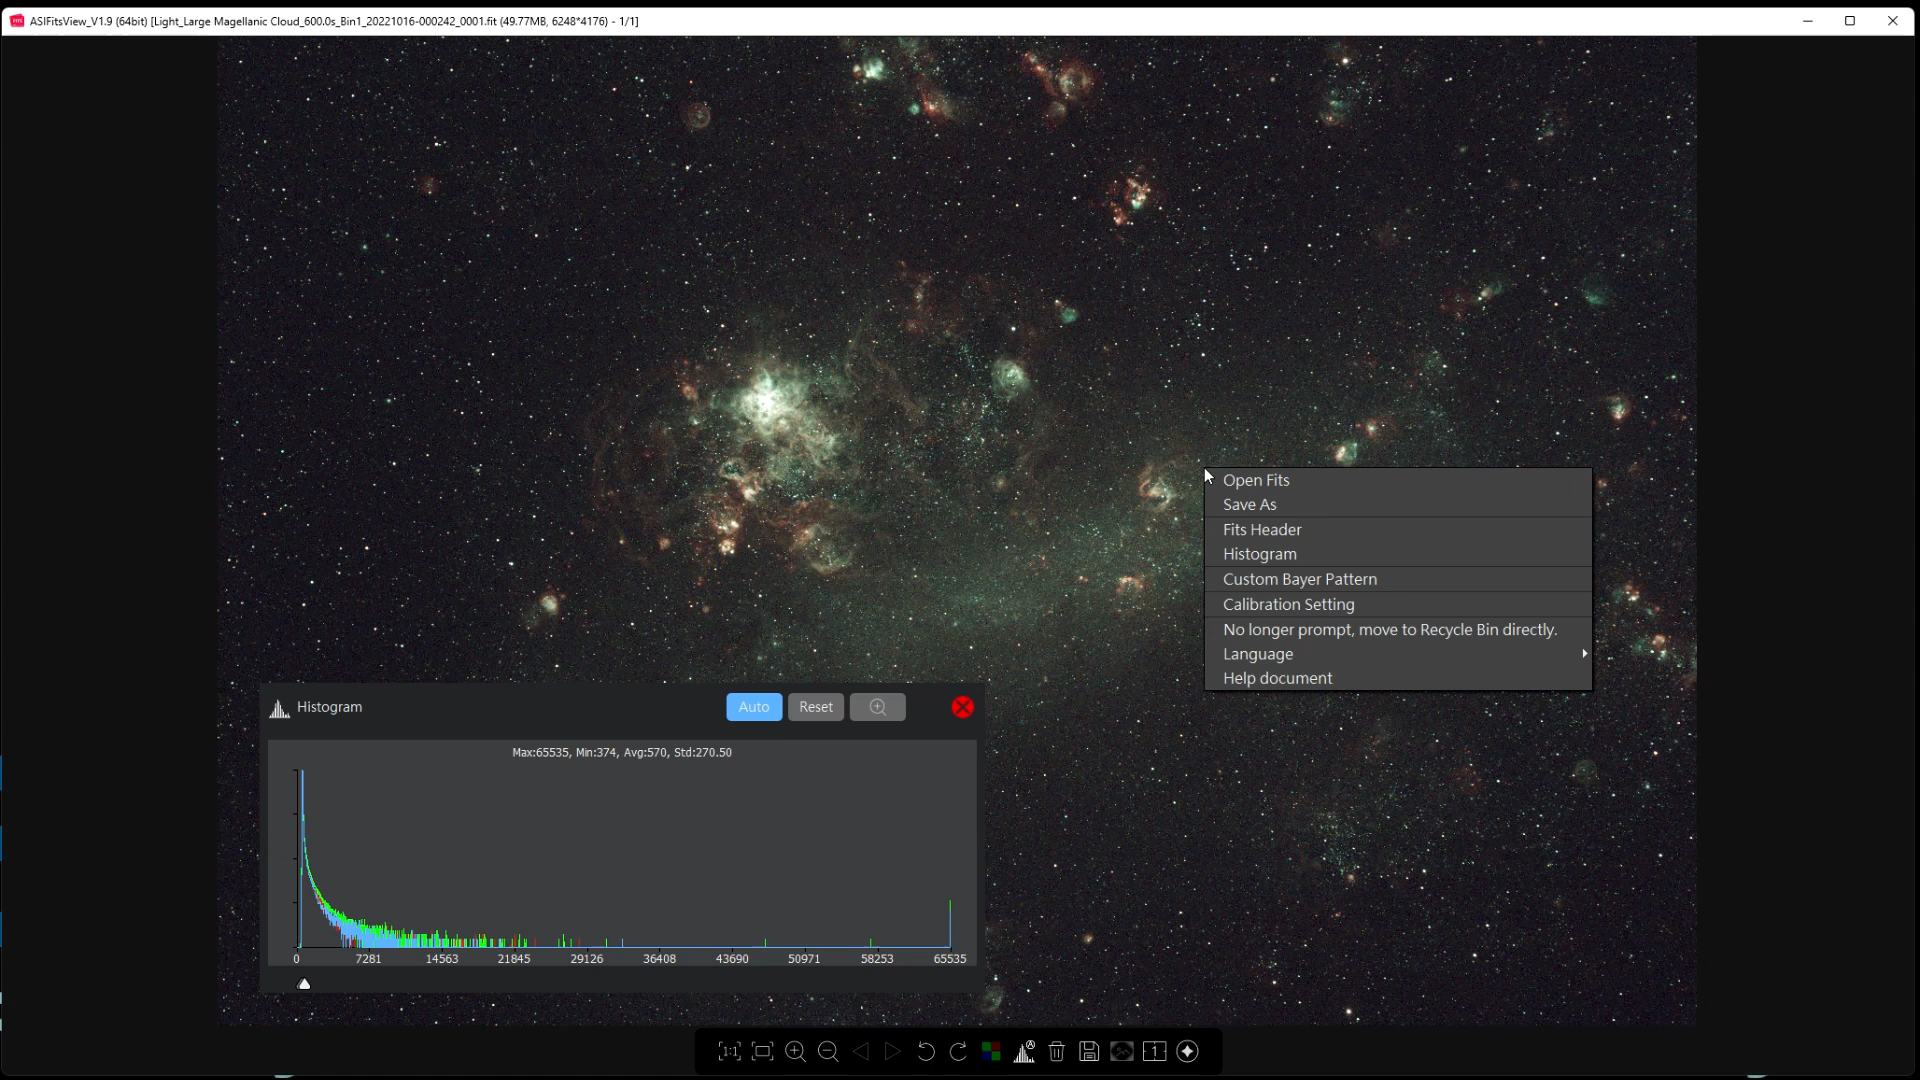 ASIFitsView_V1.9 (64bit) [Light_Large Magellanic Cloud_600.0s_Bin1_20221016-000242_0001.fit (49.77MB, 6248*4176) - 1/1]
Open Fits
Save As
Fits Header
Histogram
Custom Bayer Pattern
Calibration Setting
No longer prompt, move to Recycle Bin directly.
Language
Help document
Histogram Auto Reset
Max:65535, Min:374, Avg:570, Std:270.50
0 7281 14563 21845 29126 36408 43690 50971 58253 65535
1:1 A 1